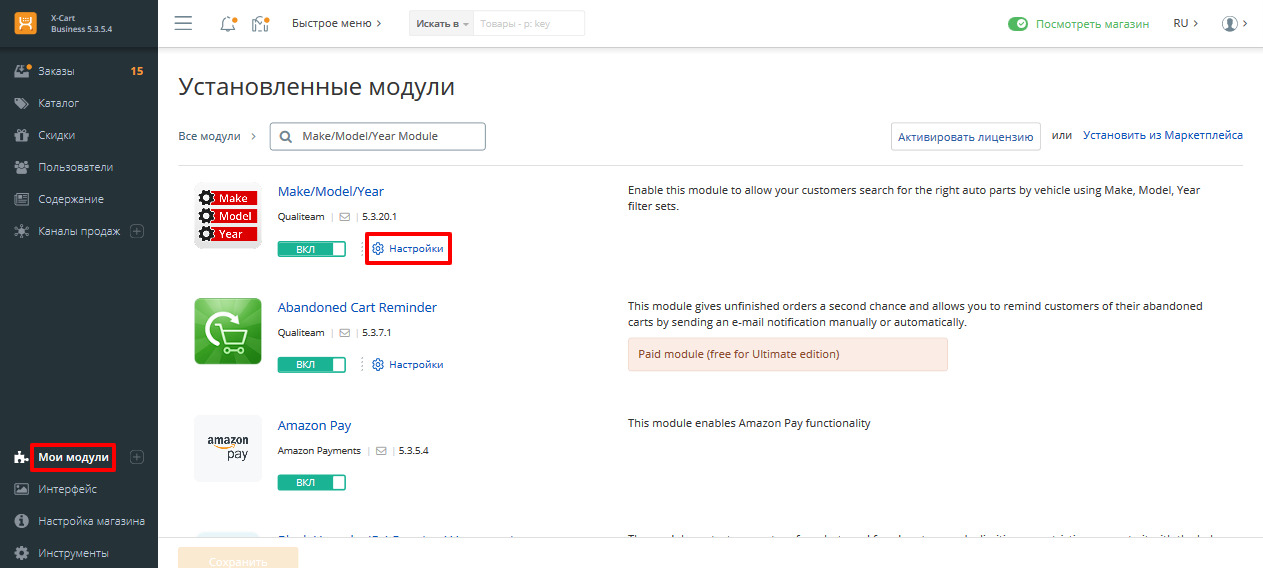 X-Cart
Business 5.3.5.4
Быстрое меню
Искать в
Товары - p: key
Посмотреть магазин
RU
Заказы 15
Каталог
Скидки
Пользователи
Содержание
Каналы продаж
Мои модули
Интерфейс
Настройка магазина
Инструменты
Установленные модули
Все модули
Make/Model/Year Module
Активировать лицензию
или
Установить из Маркетплейса
Make
Model
Year
Make/Model/Year
Qualiteam
5.3.20.1
ВКЛ
Настройки
Enable this module to allow your customers search for the right auto parts by vehicle using Make, Model, Year
filter sets.
Abandoned Cart Reminder
Qualiteam
5.3.7.1
ВКЛ
Настройки
This module gives unfinished orders a second chance and allows you to remind customers of their abandoned
carts by sending an e-mail notification manually or automatically.
Paid module (free for Ultimate edition)
amazon
pay
Amazon Pay
Amazon Payments
5.3.5.4
ВКЛ
This module enables Amazon Pay functionality
Сохранить